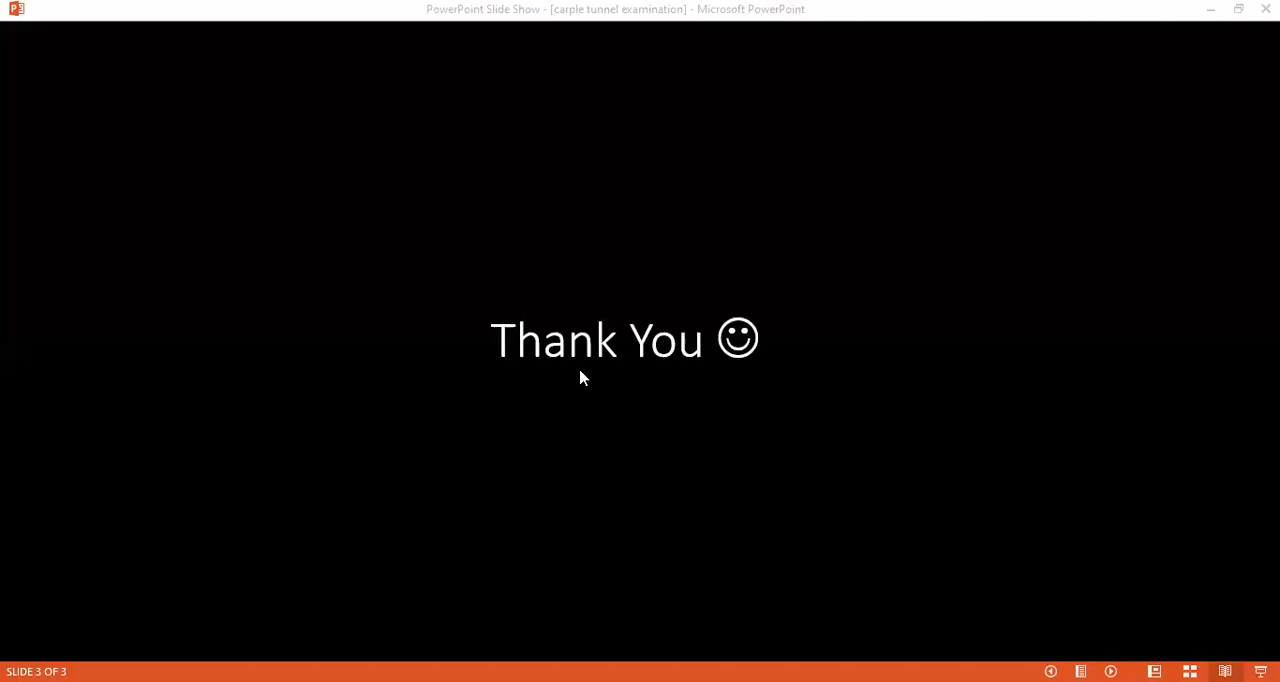 PowerPoint Slide Show - [carple tunnel examination] - Microsoft PowerPoint
Thank You ☺
SLIDE 3 OF 3